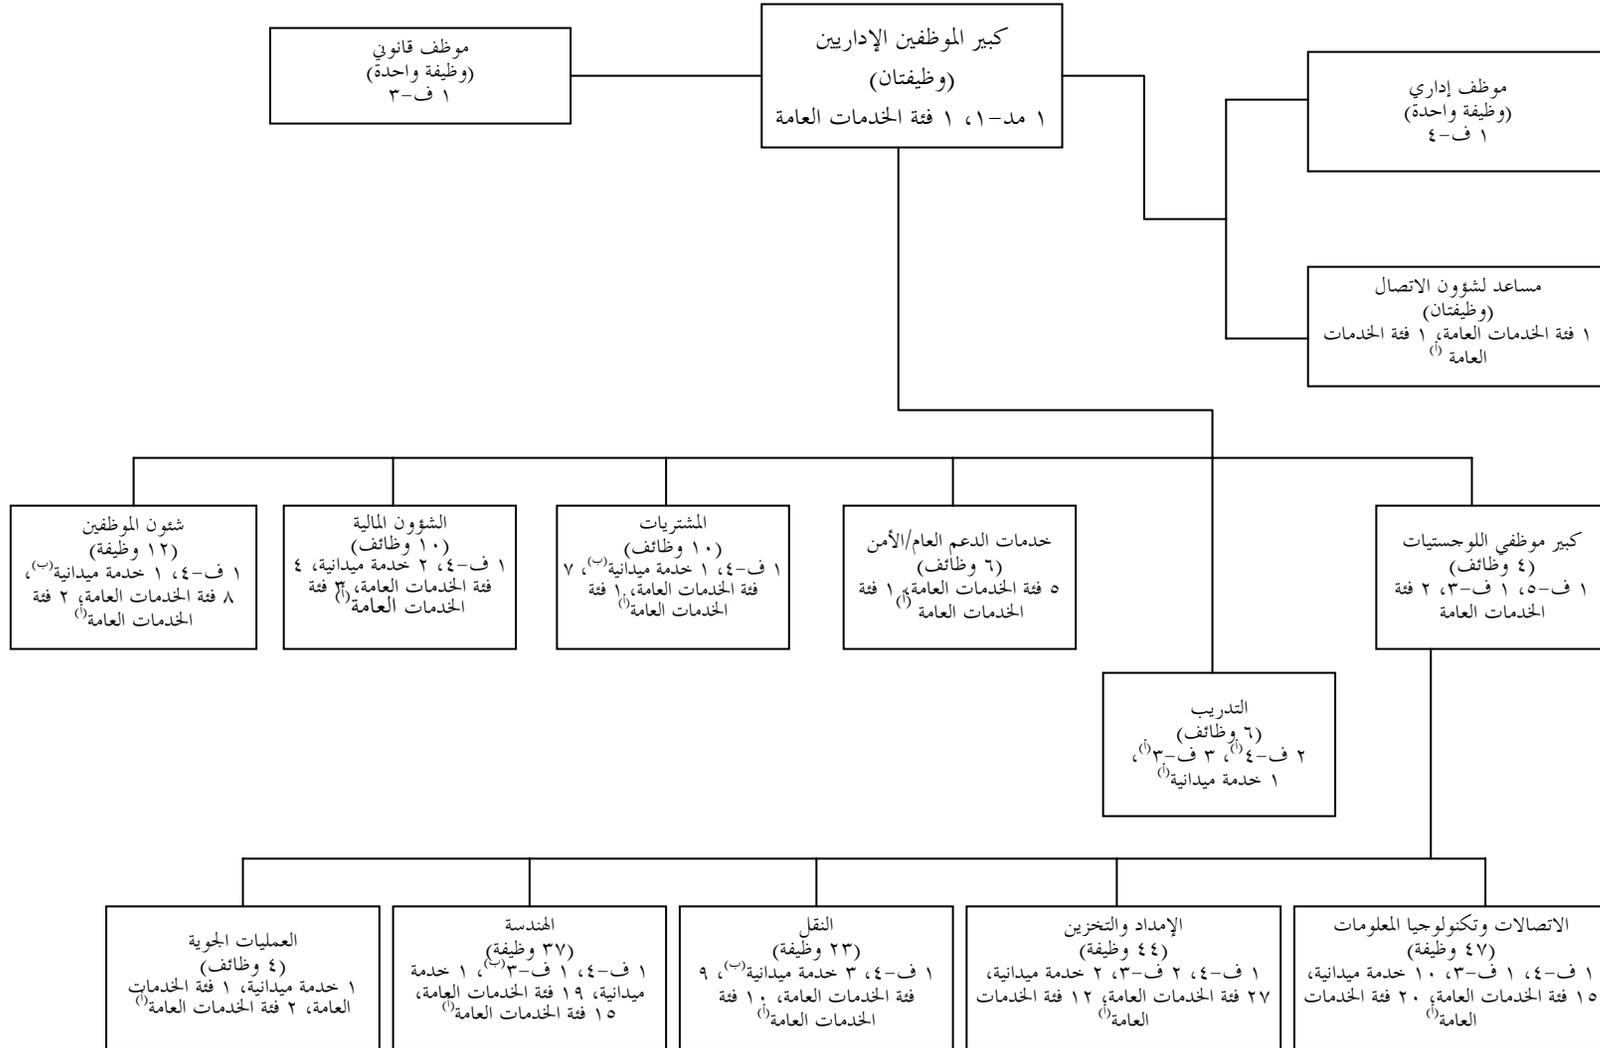 كبير الموظفين الإداريين
(وظيفتان)
١ مد-١، ١ فئة الخدمات العامة
موظف إداري
(وظيفة واحدة)
١ ف-٤
موظف قانوني
(وظيفة واحدة)
١ ف-٣
مساعد لشؤون الاتصال
(وظيفتان)
١ فئة الخدمات العامة، ١ فئة الخدمات
العامة (أ)
كبير موظفي اللوجستيات
(٤ وظائف)
١ ف-٥، ١ ف-٣، ٢ فئة
الخدمات العامة
خدمات الدعم العام/الأمن
(٦ وظائف)
٥ فئة الخدمات العامة، ١ فئة
الخدمات العامة (أ)
المشتريات
(١٠ وظائف)
١ ف-٤، ١ خدمة ميدانية(ب)، ٧
فئة الخدمات العامة، ١ فئة
الخدمات العامة(أ)
الشؤون المالية
(١٠ وظائف)
١ ف-٤، ٢ خدمة ميدانية، ٤
فئة الخدمات العامة، ٣ فئة
الخدمات العامة(أ)
شئون الموظفين
(١٢ وظيفة)
١ ف-٤، ١ خدمة ميدانية(ب)،
٨ فئة الخدمات العامة، ٢ فئة
الخدمات العامة(أ)
التدريب
(٦ وظائف)
٢ ف-٤(أ)، ٣ ف-٣(أ)،
١ خدمة ميدانية(أ)
الاتصالات وتكنولوجيا المعلومات
(٤٧ وظيفة)
١ ف-٤، ١ ف-٣، ١٠ خدمة ميدانية،
١٥ فئة الخدمات العامة، ٢٠ فئة الخدمات
العامة(أ)
الإمداد والتخزين
(٤٤ وظيفة)
١ ف-٤، ٢ ف-٣، ٢ خدمة ميدانية،
٢٧ فئة الخدمات العامة، ١٢ فئة الخدمات
العامة(أ)
النقل
(٢٣ وظيفة)
١ ف-٤، ٣ خدمة ميدانية(ب)، ٩
فئة الخدمات العامة، ١٠ فئة
الخدمات العامة(أ)
الهندسة
(٣٧ وظيفة)
١ ف-٤، ١ ف-٣(ب)، ١ خدمة
ميدانية، ١٩ فئة الخدمات العامة،
١٥ فئة الخدمات العامة(أ)
العمليات الجوية
(٤ وظائف)
١ خدمة ميدانية، ١ فئة الخدمات
العامة، ٢ فئة الخدمات العامة(أ)